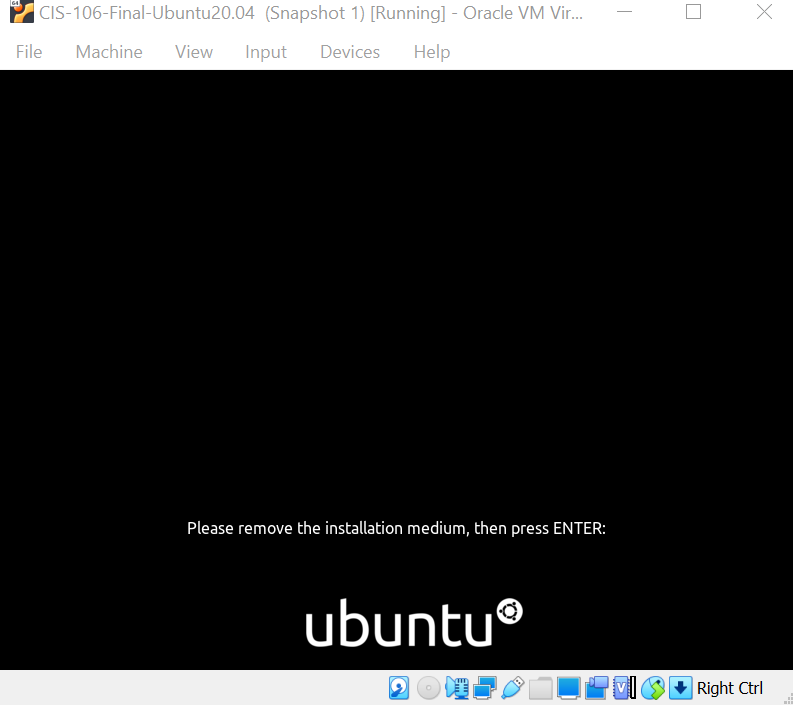 CIS-106-Final-Ubuntu20.04 (Snapshot 1) [Running] - Oracle VM Vir...
File Machine View Input Devices Help
Please remove the installation medium, then press ENTER:
ubuntu
Right Ctrl